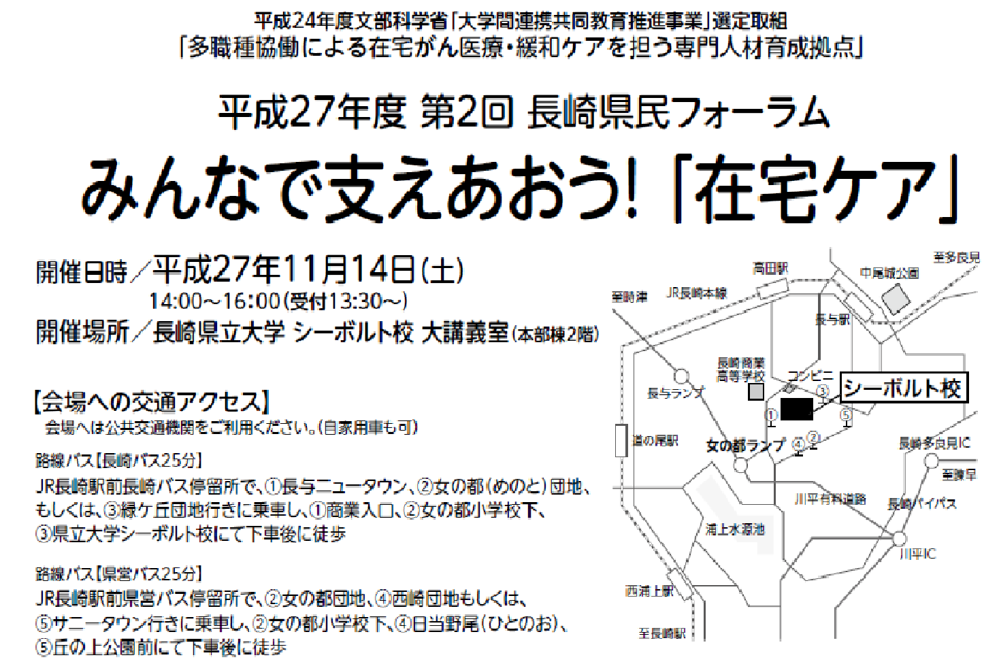 平成24年度文部科学省「大学間連携共同教育推進事業」選定取組
「多職種協働による在宅がん医療・緩和ケアを担う専門人材育成拠点」
平成27年度 第2回 長崎県民フォーラム
みんなで支えあおう!「在宅ケア」
開催日時／平成27年11月14日(土)
14:00～16:00(受付13:30～)
開催場所／長崎県立大学 シーボルト校 大講義室(本部棟2階)
【会場への交通アクセス】
会場へは公共交通機関をご利用ください。(自家用車も可)
路線バス【長崎バス25分】
JR長崎駅前長崎バス停留所で、①長与ニュータウン、②女の都(めのと)団地、
もしくは、③緑ケ丘団地行きに乗車し、①商業入口、②女の都小学校下、
③県立大学シーボルト校にて下車後に徒歩
路線バス【県営バス25分】
JR長崎駅前県営バス停留所で、②女の都団地、④西崎団地もしくは、
⑤サニータウン行きに乗車し、②女の都小学校下、④日当野尾(ひとのお)、
⑤丘の上公園前にて下車後に徒歩
至多良見
高田駅
中尾城公園
至時津
JR長崎本線
長与駅
長崎商業
高等学校
コンビニ
シーボルト校
長与ランプ
③
①
⑤
道の尾駅
女の都ランプ
④
②
長崎多良見IC
至諫早
川平有料道路
長崎バイパス
浦上水源池
川平IC
西浦上駅
至長崎駅